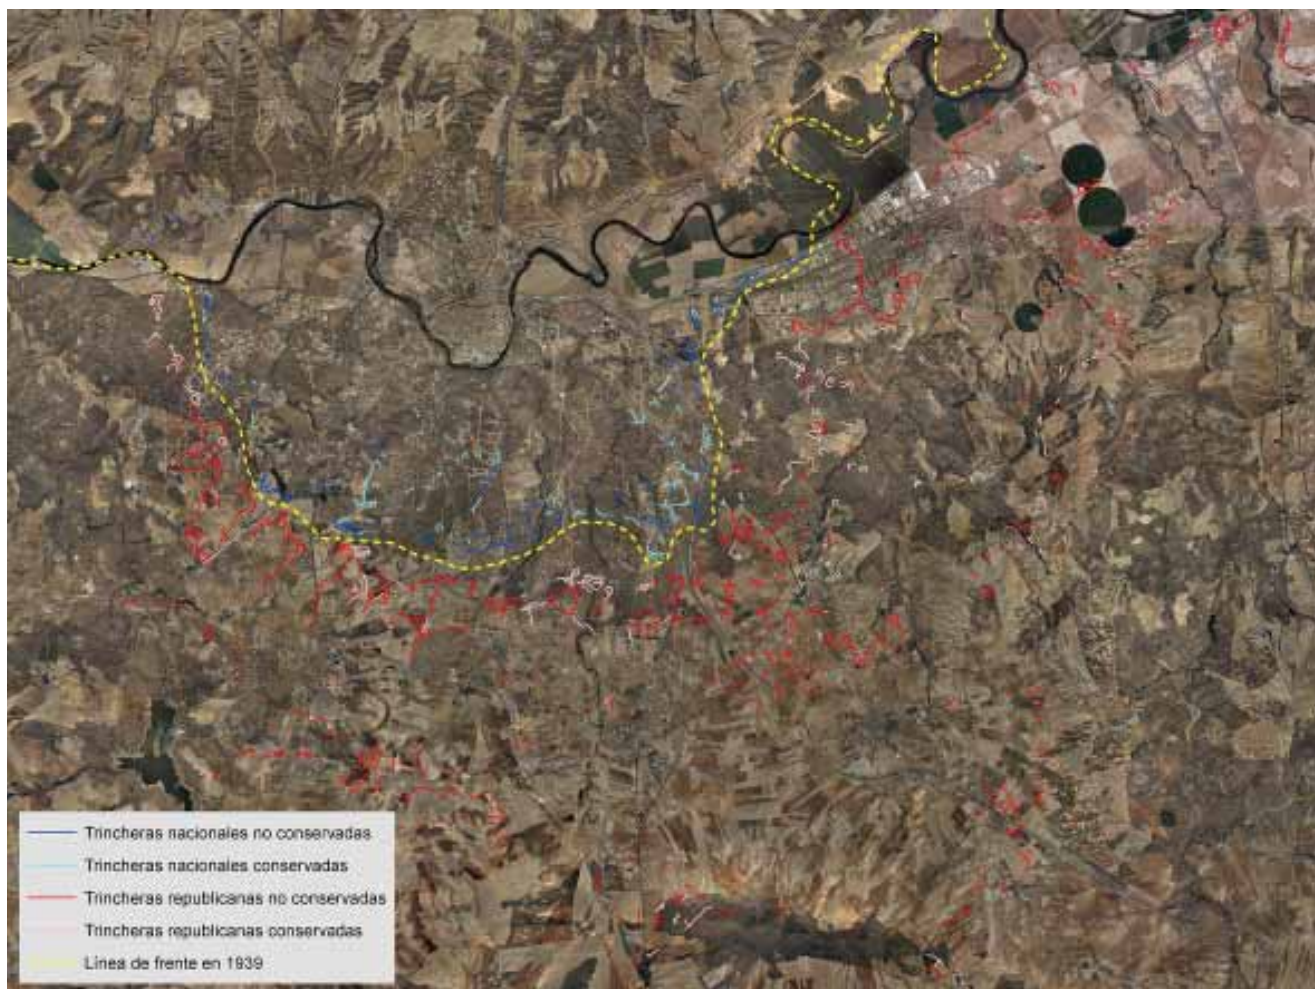 Trincheras nacionales no conservadas
Trincheras nacionales conservadas
Trincheras republicanas no conservadas
Trincheras republicanas conservadas
Línea de frente en 1939